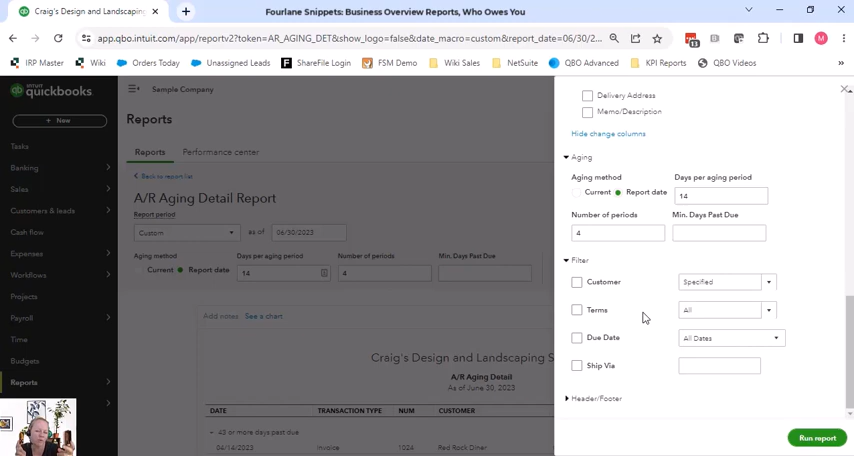 Craig's Design and Landscaping
Fourlane Snippets: Business Overview Reports, Who Owes You
app.qbo.intuit.com/app/reportv2?token=AR_AGING_DET&show_logo=false&date_macro=custom&report_date=06/30/2...
13
M
IRP Master
Wiki
Orders Today
Unassigned Leads
ShareFile Login
FSM Demo
Wiki Sales
NetSuite
QBO Advanced
KPI Reports
QBO Videos
»
intuit
quickbooks
Sample Company
+ New
Reports
Tasks
Banking
Sales
Customers & leads
Cash flow
Expenses
Workflows
Projects
Payroll
Time
Budgets
Reports
Reports
Performance center
Back to report list
A/R Aging Detail Report
Report period
Custom
as of
06/30/2023
Aging method
Days per aging period
Number of periods
Min. Days Past Due
Current
Report date
14
4
Add notes
See a chart
Craig's Design and Landscaping S
A/R Aging Detail
As of June 30, 2023
DATE
TRANSACTION TYPE
NUM
CUSTOMER
43 or more days past due
04/14/2023
Invoice
1024
Red Rock Diner
Delivery Address
Memo/Description
Hide change columns
Aging
Aging method
Days per aging period
Current
Report date
14
Number of periods
Min. Days Past Due
4
Filter
Customer
Specified
Terms
All
Due Date
All Dates
Ship Via
Header/Footer
Run report